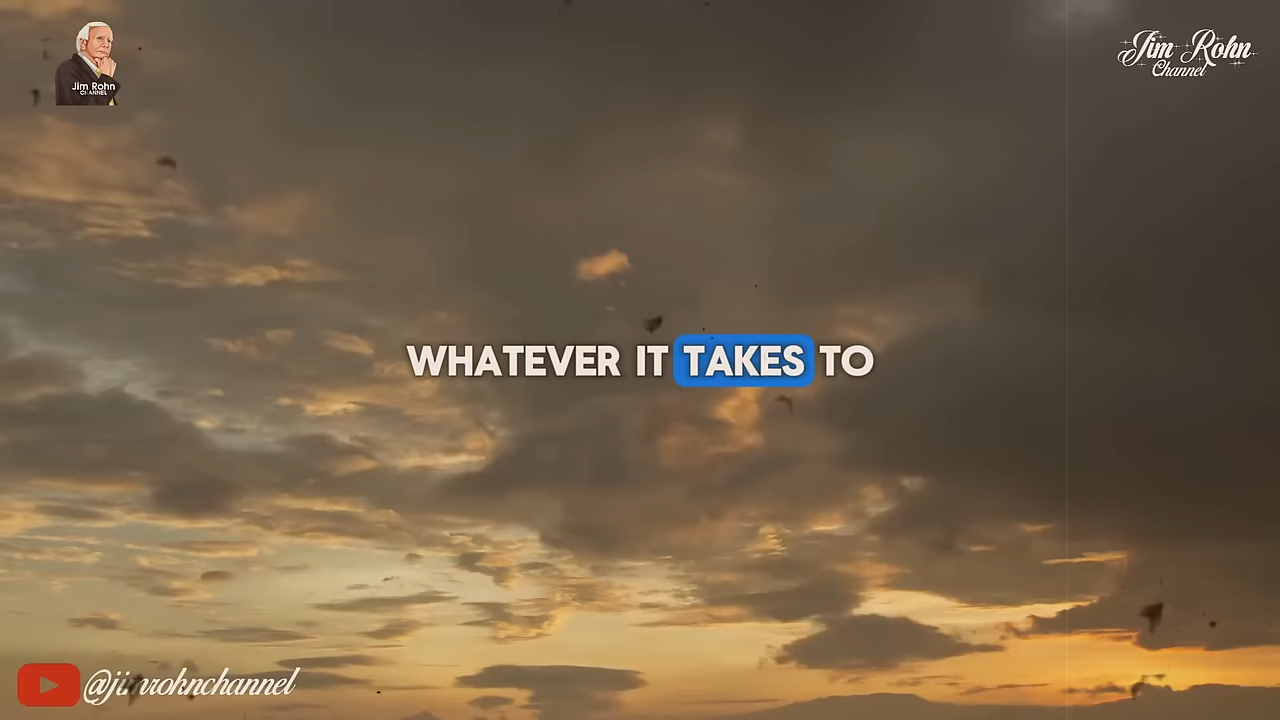 Jim Rohn
CHANNEL
Jim Rohn
Channel
WHATEVER IT TAKES TO
@jimrohnchannel